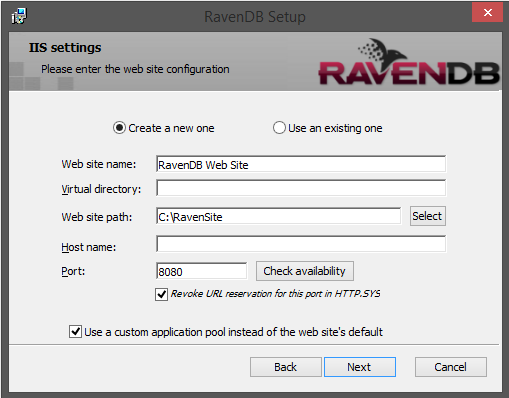 RavenDB Setup
IIS settings
Please enter the web site configuration
RAVENDB
Create a new one
Use an existing one
Web site name:
RavenDB Web Site
Virtual directory:
Web site path:
C:\RavenSite
Select
Host name:
Port:
8080
Check availability
Revoke URL reservation for this port in HTTP.SYS
Use a custom application pool instead of the web site's default
Back
Next
Cancel